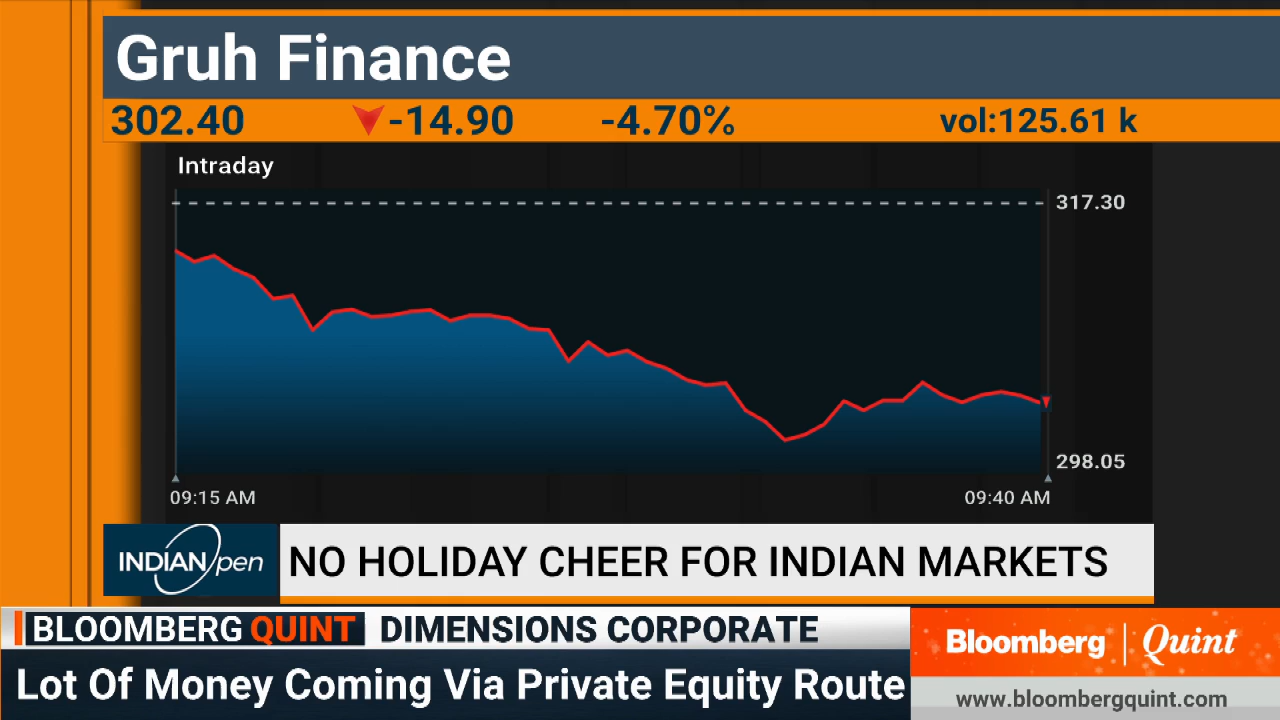 Gruh Finance
302.40 -14.90 -4.70% vol:125.61 k
Intraday
317.30
298.05
09:15 AM 09:40 AM
INDIAN Open NO HOLIDAY CHEER FOR INDIAN MARKETS
BLOOMBERG QUINT DIMENSIONS CORPORATE
Lot Of Money Coming Via Private Equity Route
Bloomberg | Quint
www.bloombergquint.com